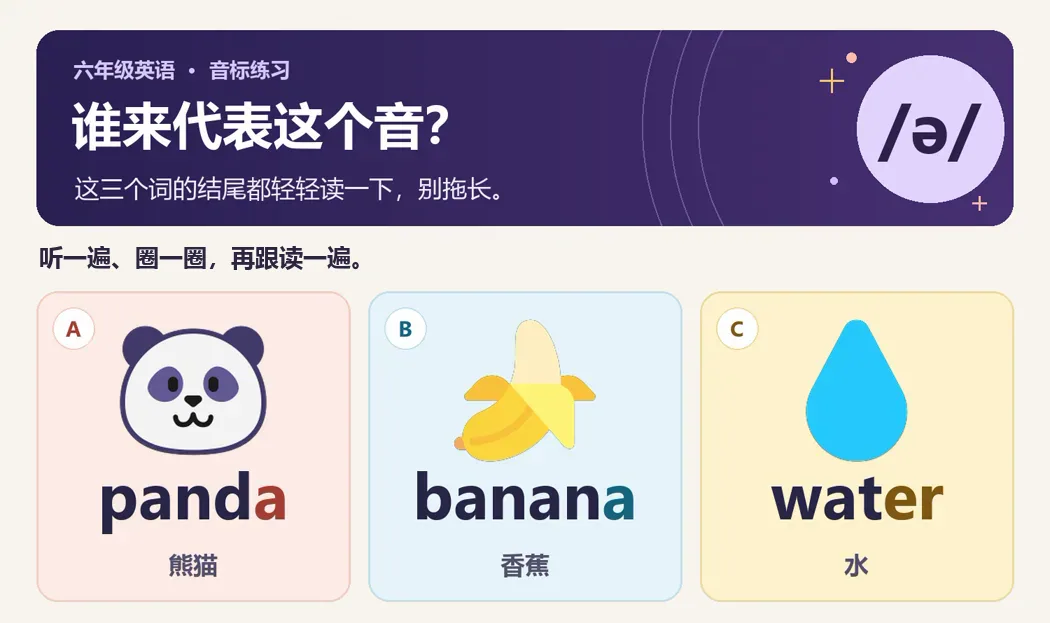 六年级英语 · 音标练习
谁来代表这个音？
这三个词的结尾都轻轻读一下，别拖长。
/ə/
听一遍、圈一圈，再跟读一遍。
A
panda
熊猫
B
banana
香蕉
C
water
水